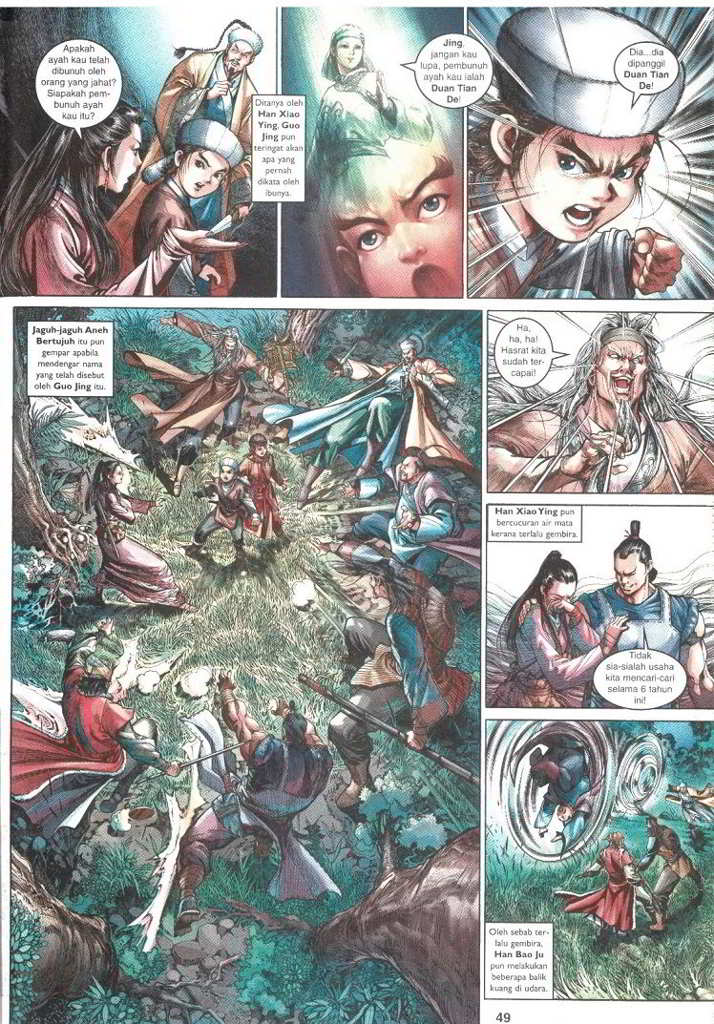 Apakah
ayah kau telah
dibunuh oleh
orang yang jahat?
Siapakah pem-
bunuh ayah
kau itu?
Ditanya oleh
Han Xiao
Ying, Guo
Jing pun
teringat akan
apa yang
pernah
dikata oleh
ibunya.
Jing,
jangan kau
lupa, pembunuh
ayah kau ialah
Duan Tian
De!
Dia...dia
dipanggil
Duan Tian
De!
Jaguh-jaguh Aneh
Bertujuh itu pun
gempar apabila
mendengar nama
yang telah disebut
oleh Guo Jing itu.
Ha,
ha, ha!
Hasrat kita
sudah ter-
capai!
Han Xiao Ying pun
bercucuran air mata
kerana terlalu gembira.
Tidak
sia-sialah usaha
kita mencari-cari
selama 6 tahun
ini!
Oleh sebab ter-
lalu gembira,
Han Bao Ju
pun melakukan
beberapa balik
kuang di udara.
49